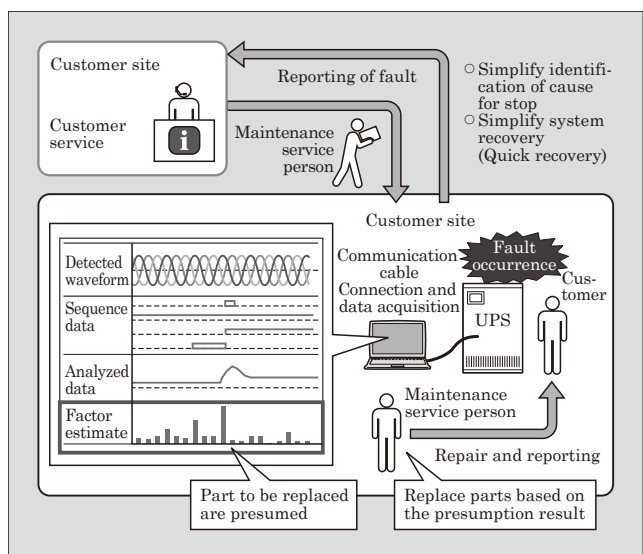 Customer site
Customer
service
i
Reporting of fault
Maintenance
service
person
○ Simplify identifi-
cation of cause
for stop
○ Simplify system
recovery
(Quick recovery)
Customer site
Communication
cable
Connection and
data acquisition
Fault
occurrence
UPS
Cus-
tomer
Detected
waveform
Sequence
data
Analyzed
data
Factor
estimate
Maintenance
service person
Repair and reporting
Part to be replaced
are presumed
Replace parts based on
the presumption result